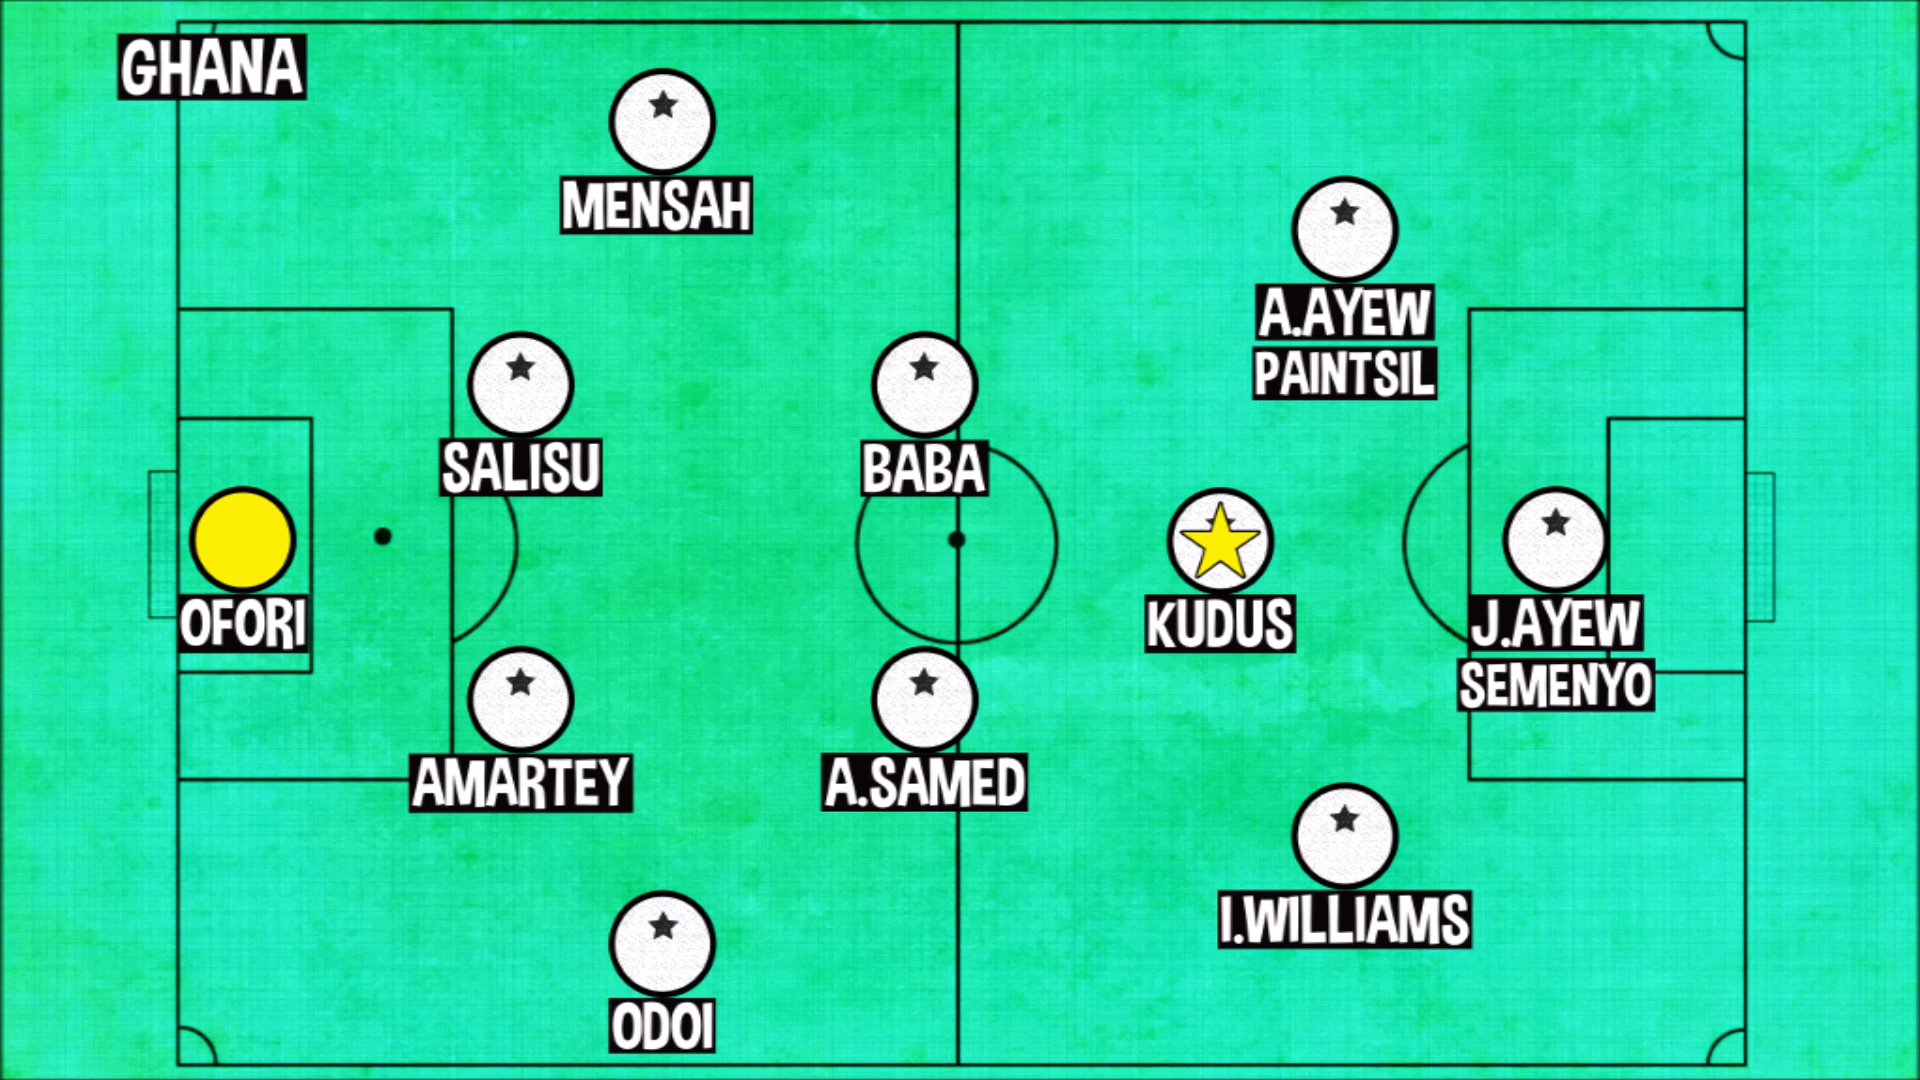 GHANA
MENSAH
A.AYEW
PAINTSIL
SALISU
BABA
OFORI
KUDUS
J.AYEW
SEMENYO
AMARTEY
A.SAMED
I.WILLIAMS
ODOI